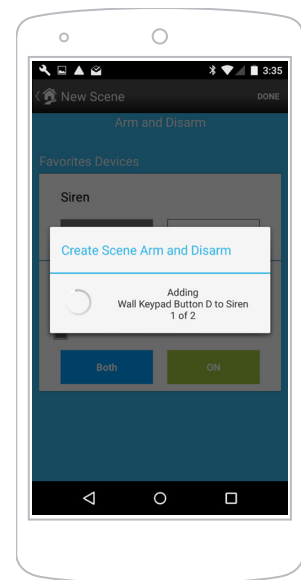 3:35
New Scene
DONE
Arm and Disarm
Favorites Devices
Siren
Create Scene Arm and Disarm
Adding
Wall Keypad Button D to Siren
1 of 2
Both
ON